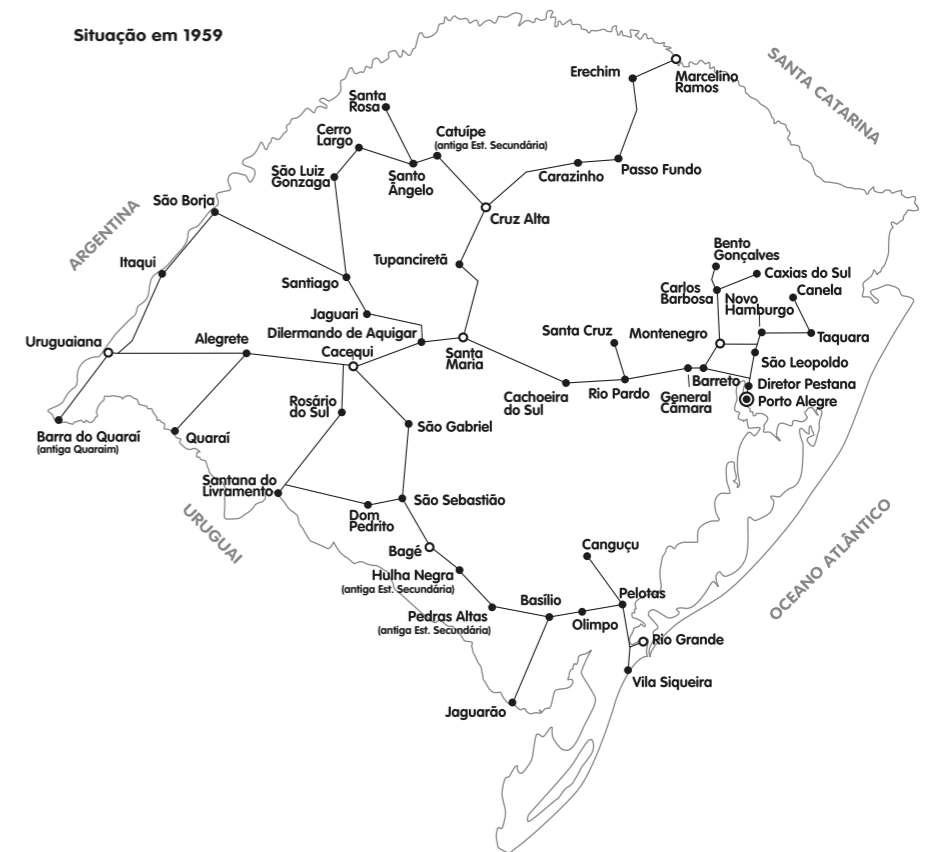 Situação em 1959
SANTA CATARINA
Erechim
Marcelino
Ramos
Santa
Rosa
Cerro
Largo
Catuípe
(antiga Est. Secundária)
São Luiz
Gonzaga
Santo
Ângelo
Carazinho
Passo Fundo
ARGENTINA
São Borja
Cruz Alta
Itaqui
Tupanciretã
Santiago
Bento
Gonçalves
Caxias do Sul
Carlos
Barbosa
Canela
Novo
Hamburgo
Jaguari
Dilermando de Aquigar
Uruguaiana
Alegrete
Cacequi
Santa
Maria
Santa Cruz
Montenegro
Taquara
São Leopoldo
Cachoeira
do Sul
Rio Pardo
General
Câmara
Barreto
Diretor Pestana
Porto Alegre
Rosário
do Sul
São Gabriel
Barra do Quaraí
(antiga Quaraim)
Quaraí
Santana do
Livramento
São Sebastião
Dom
Pedrito
URUGUAI
OCEANO ATLÂNTICO
Bagé
Canguçu
Hulha Negra
(antiga Est. Secundária)
Pedras Altas
(antiga Est. Secundária)
Basílio
Pelotas
Olimpo
Rio Grande
Vila Siqueira
Jaguarão